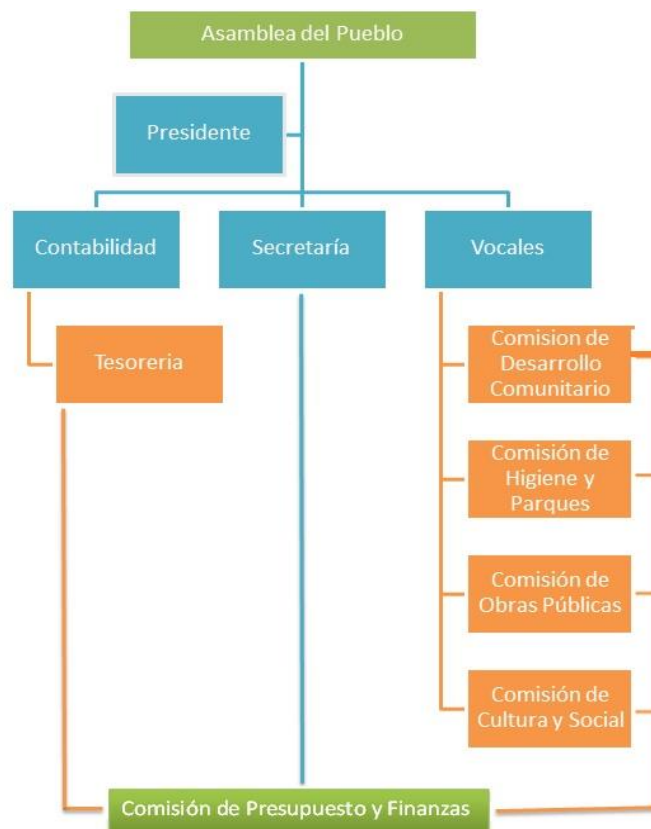 Asamblea del Pueblo
Presidente
Contabilidad
Secretaría
Vocales
Tesoreria
Comision de
Desarrollo
Comunitario
Comisión de
Higiene y
Parques
Comisión de
Obras Públicas
Comisión de
Cultura y Social
Comisión de Presupuesto y Finanzas